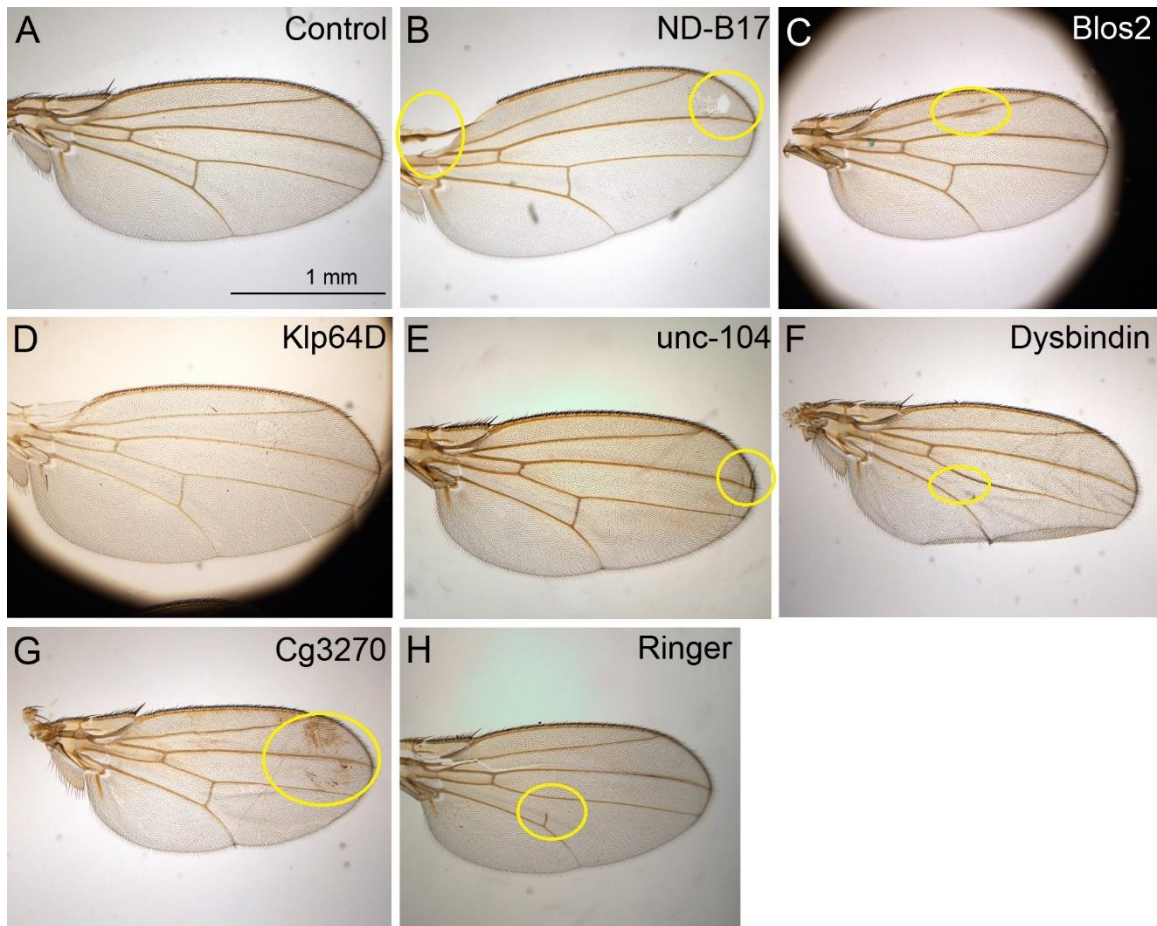 A Control
1 mm
B ND-B17
C Blos2
D Klp64D
E unc-104
F Dysbindin
G Cg3270
H Ringer